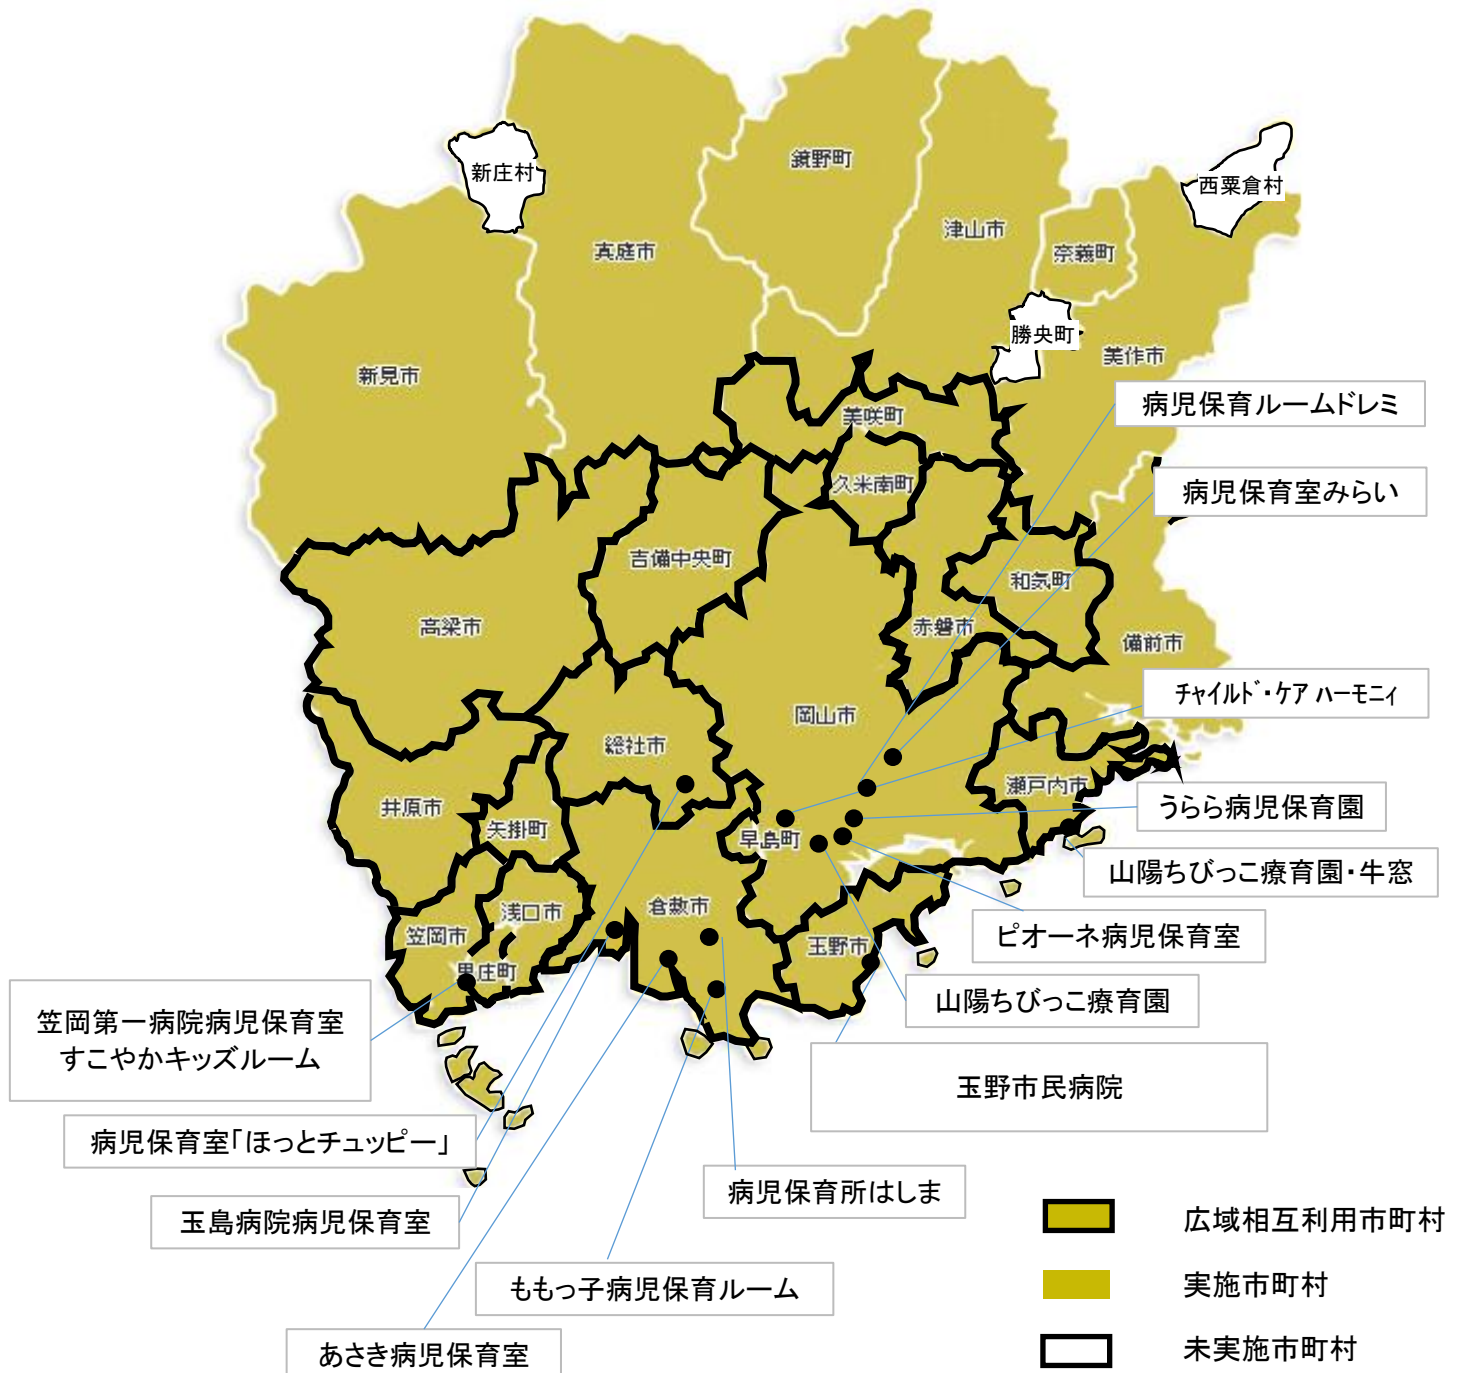 鏡野町
新庄村
西粟倉村
津山市
奈義町
真庭市
勝央町
美作市
新見市
美咲町
病児保育ルームドレミ
久米南町
病児保育室みらい
吉備中央町
和気町
高梁市
赤磐市
備前市
チャイルド・ケア ハーモニィ
岡山市
総社市
瀬戸内市
井原市
矢掛町
早島町
うらら病児保育園
山陽ちびっこ療育園・牛窓
浅口市
倉敷市
笠岡市
玉野市
ピオーネ病児保育室
里庄町
山陽ちびっこ療育園
笠岡第一病院病児保育室
すこやかキッズルーム
玉野市民病院
病児保育室「ほっとチュッピー」
病児保育所はしま
玉島病院病児保育室
広域相互利用市町村
ももっ子病児保育ルーム
実施市町村
あさき病児保育室
未実施市町村